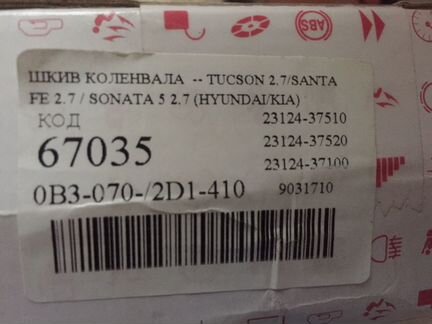 ШКИВ КОЛЕНВАЛА -- TUCSON 2.7/SANTA
FE 2.7 / SONATA 5 2.7 (HYUNDAI/KIA)
КОД 23124-37510
67035 23124-37520
23124-37100
0B3-070-/2D1-410 9031710
ABS